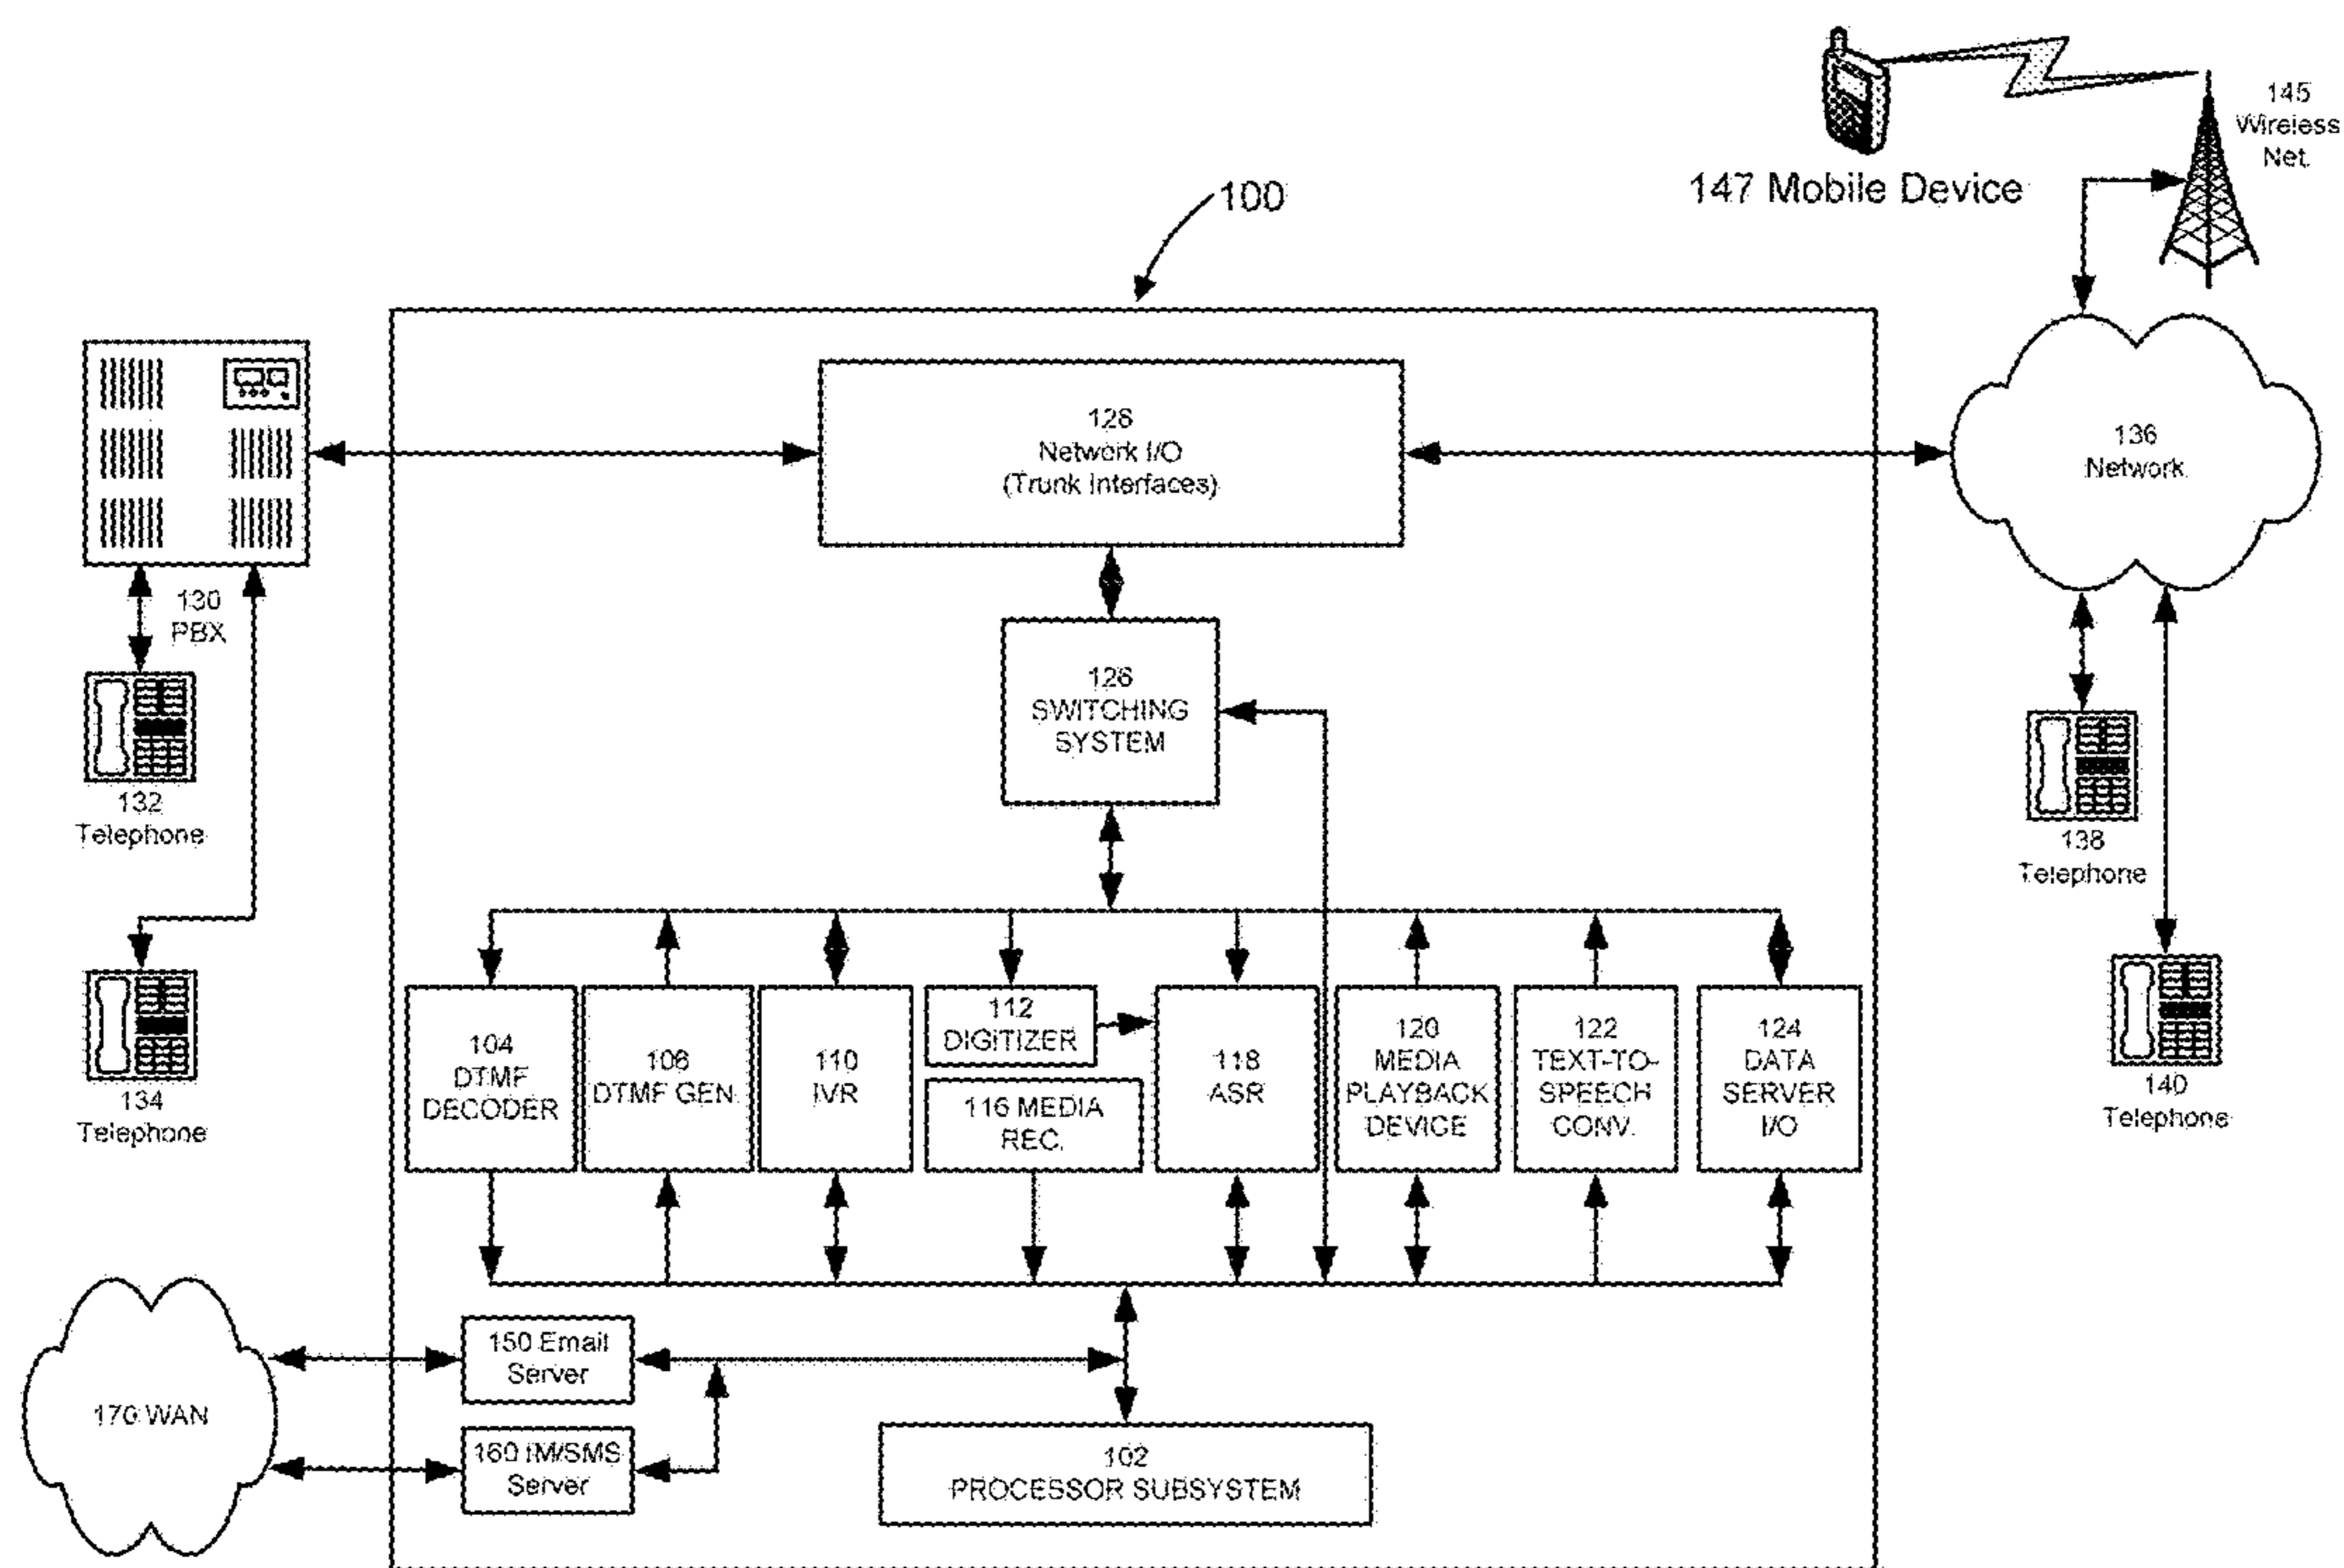 145
Wireless
Net.
147 Mobile Device
100
128
Network I/O
(Trunk Interfaces)
136
Network
130
PBX
126
SWITCHING
SYSTEM
132
Telephone
138
Telephone
134
Telephone
140
Telephone
104
DTMF
DECODER
106
DTMF GEN.
110
IVR
112
DIGITIZER
116 MEDIA
REC.
118
ASR
120
MEDIA
PLAYBACK
DEVICE
122
TEXT-TO-
SPEECH
CONV.
124
DATA
SERVER
I/O
150 Email
Server
170 WAN
160 IM/SMS
Server
102
PROCESSOR SUBSYSTEM